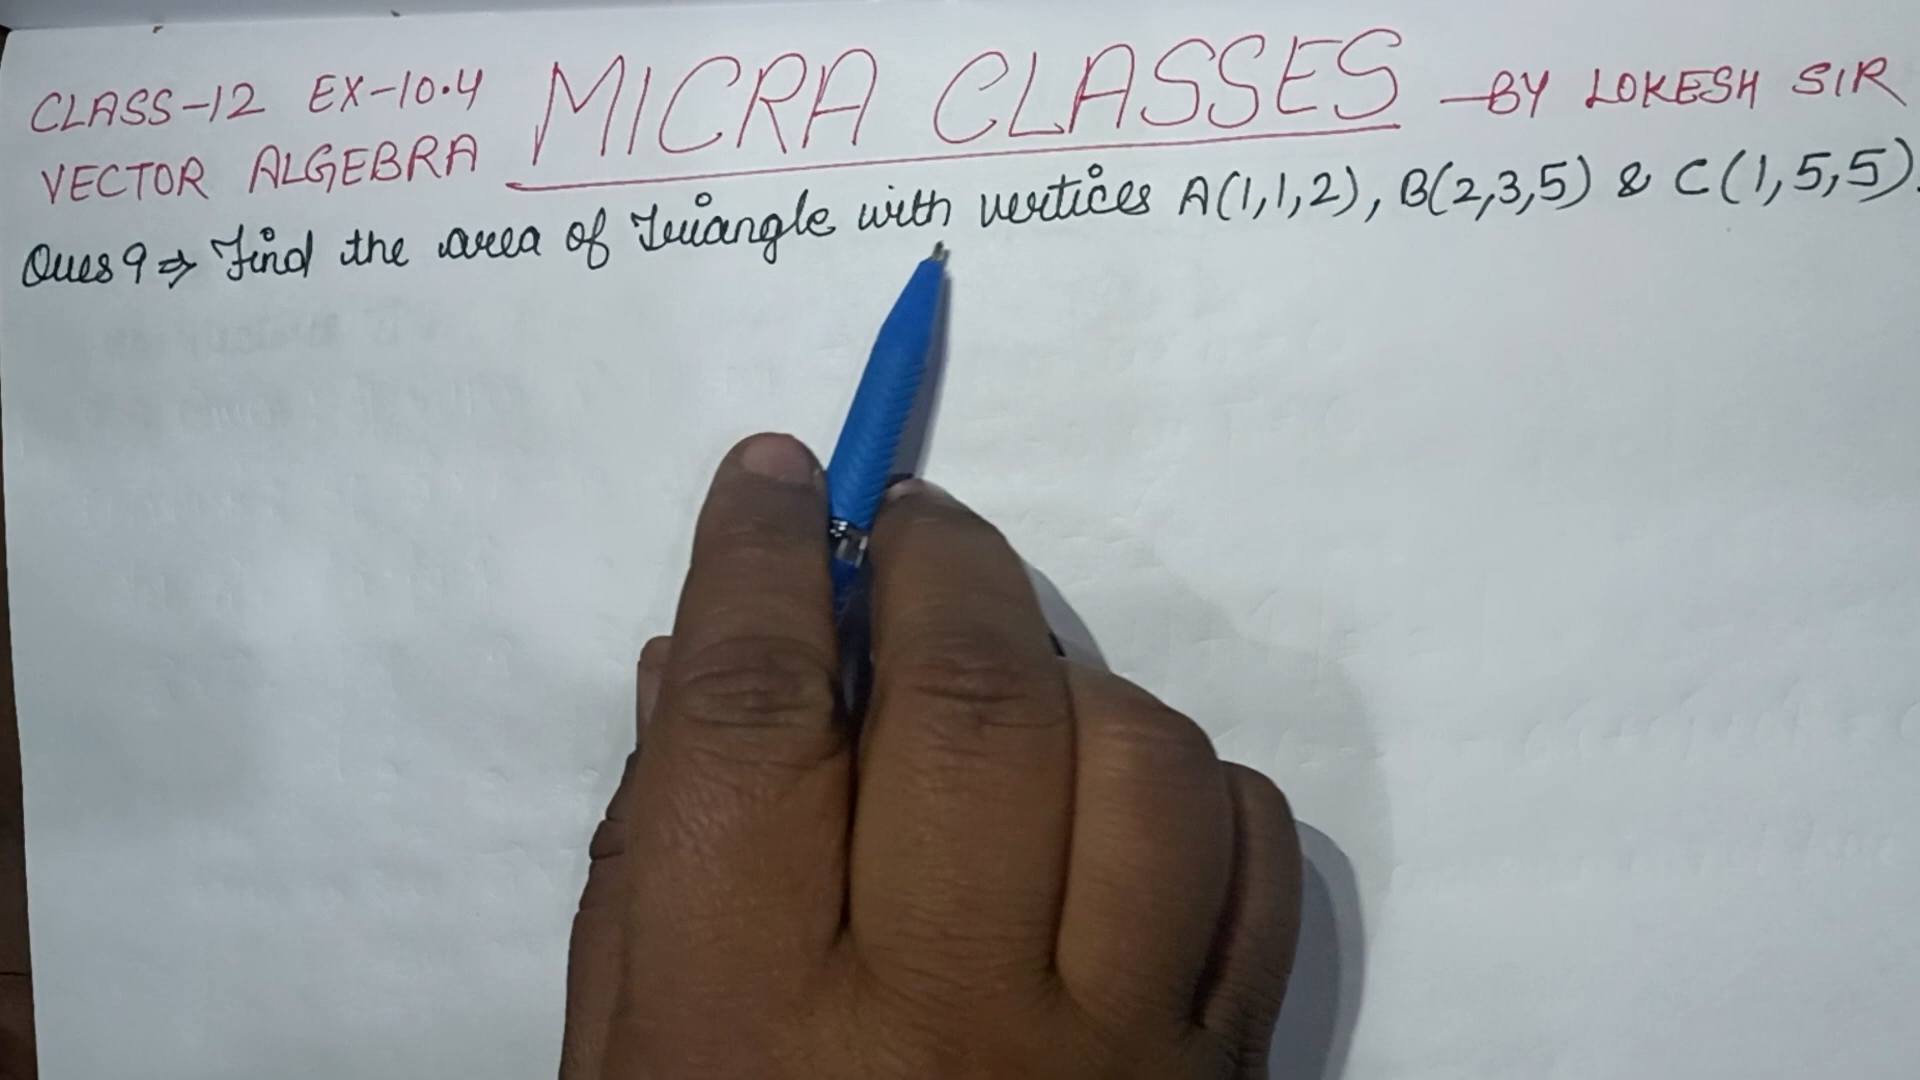 CLASS-12 EX-10.4 MICRA CLASSES -BY LOKESH SIR
VECTOR ALGEBRA
Ques 9 ⇒ Find the area of Triangle with vertices A(1,1,2), B(2,3,5) & C(1,5,5).